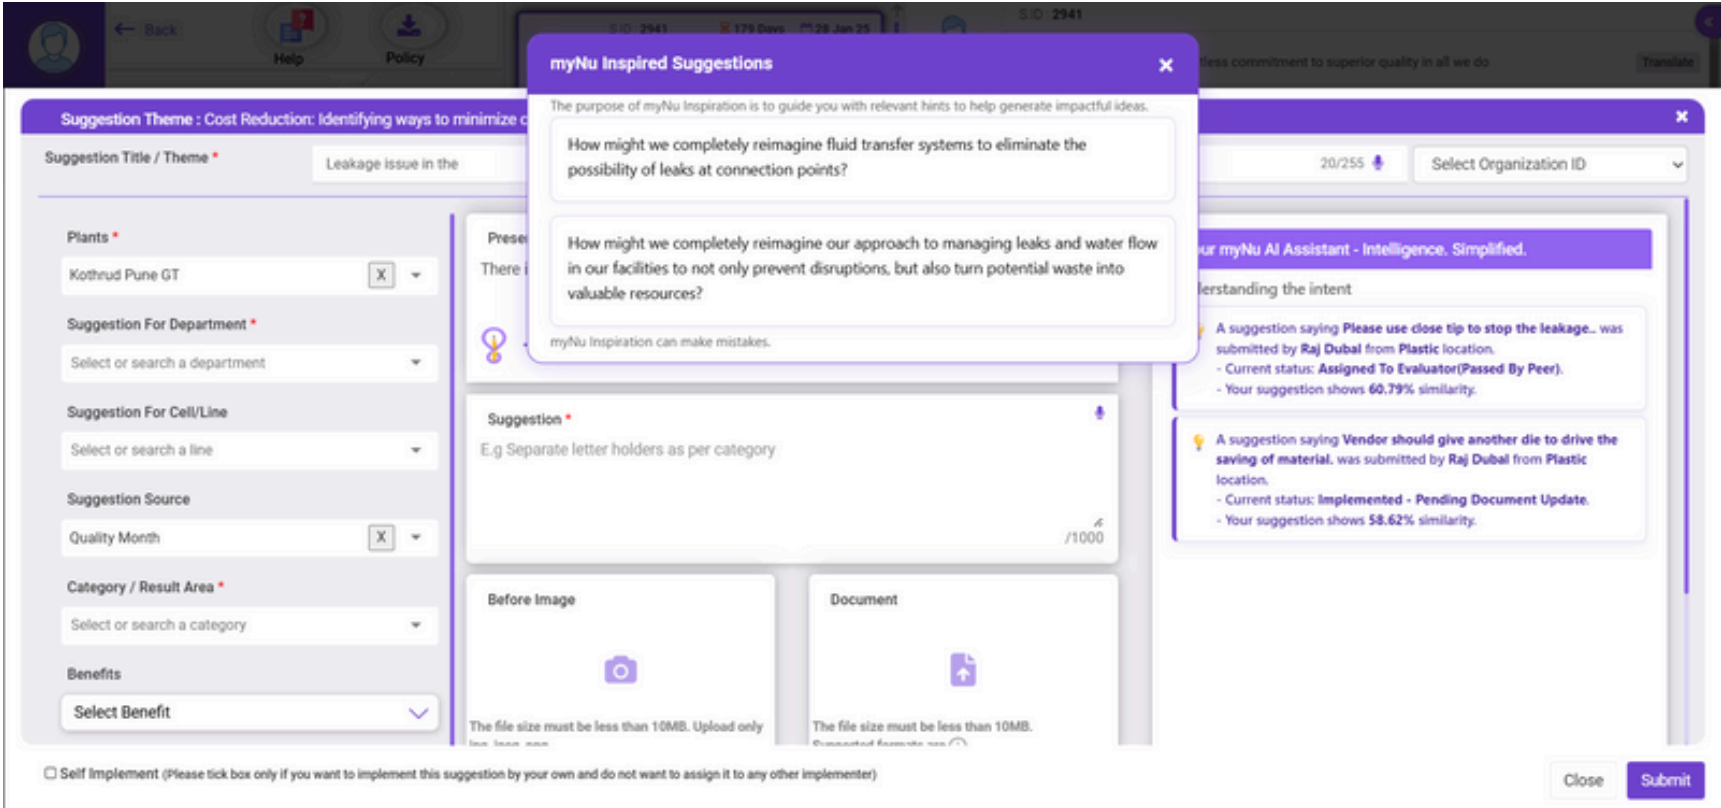 Back
Help
Policy
S.ID : 2941
179 Days
28 Jan 25
S.ID : 2941
tless commitment to superior quality in all we do
Translate
myNu Inspired Suggestions
The purpose of myNu Inspiration is to guide you with relevant hints to help generate impactful ideas.
How might we completely reimagine fluid transfer systems to eliminate the
possibility of leaks at connection points?
How might we completely reimagine our approach to managing leaks and water flow
in our facilities to not only prevent disruptions, but also turn potential waste into
valuable resources?
myNu Inspiration can make mistakes.
Suggestion Theme : Cost Reduction: Identifying ways to minimize c
Suggestion Title / Theme *
Leakage issue in the
20/255
Select Organization ID
Plants *
Kothrud Pune GT
X
Suggestion For Department *
Select or search a department
Suggestion For Cell/Line
Select or search a line
Suggestion Source
Quality Month
X
Category / Result Area *
Select or search a category
Benefits
Select Benefit
Prese
There i
Suggestion *
E.g Separate letter holders as per category
/1000
Before Image
The file size must be less than 10MB. Upload only
Document
The file size must be less than 10MB.
Supported formats are
ur myNu AI Assistant - Intelligence. Simplified.
derstanding the intent
A suggestion saying Please use close tip to stop the leakage.. was
submitted by Raj Dubal from Plastic location.
- Current status: Assigned To Evaluator(Passed By Peer).
- Your suggestion shows 60.79% similarity.
A suggestion saying Vendor should give another die to drive the
saving of material. was submitted by Raj Dubal from Plastic
location.
- Current status: Implemented - Pending Document Update.
- Your suggestion shows 58.62% similarity.
Self Implement (Please tick box only if you want to implement this suggestion by your own and do not want to assign it to any other implementer)
Close
Submit